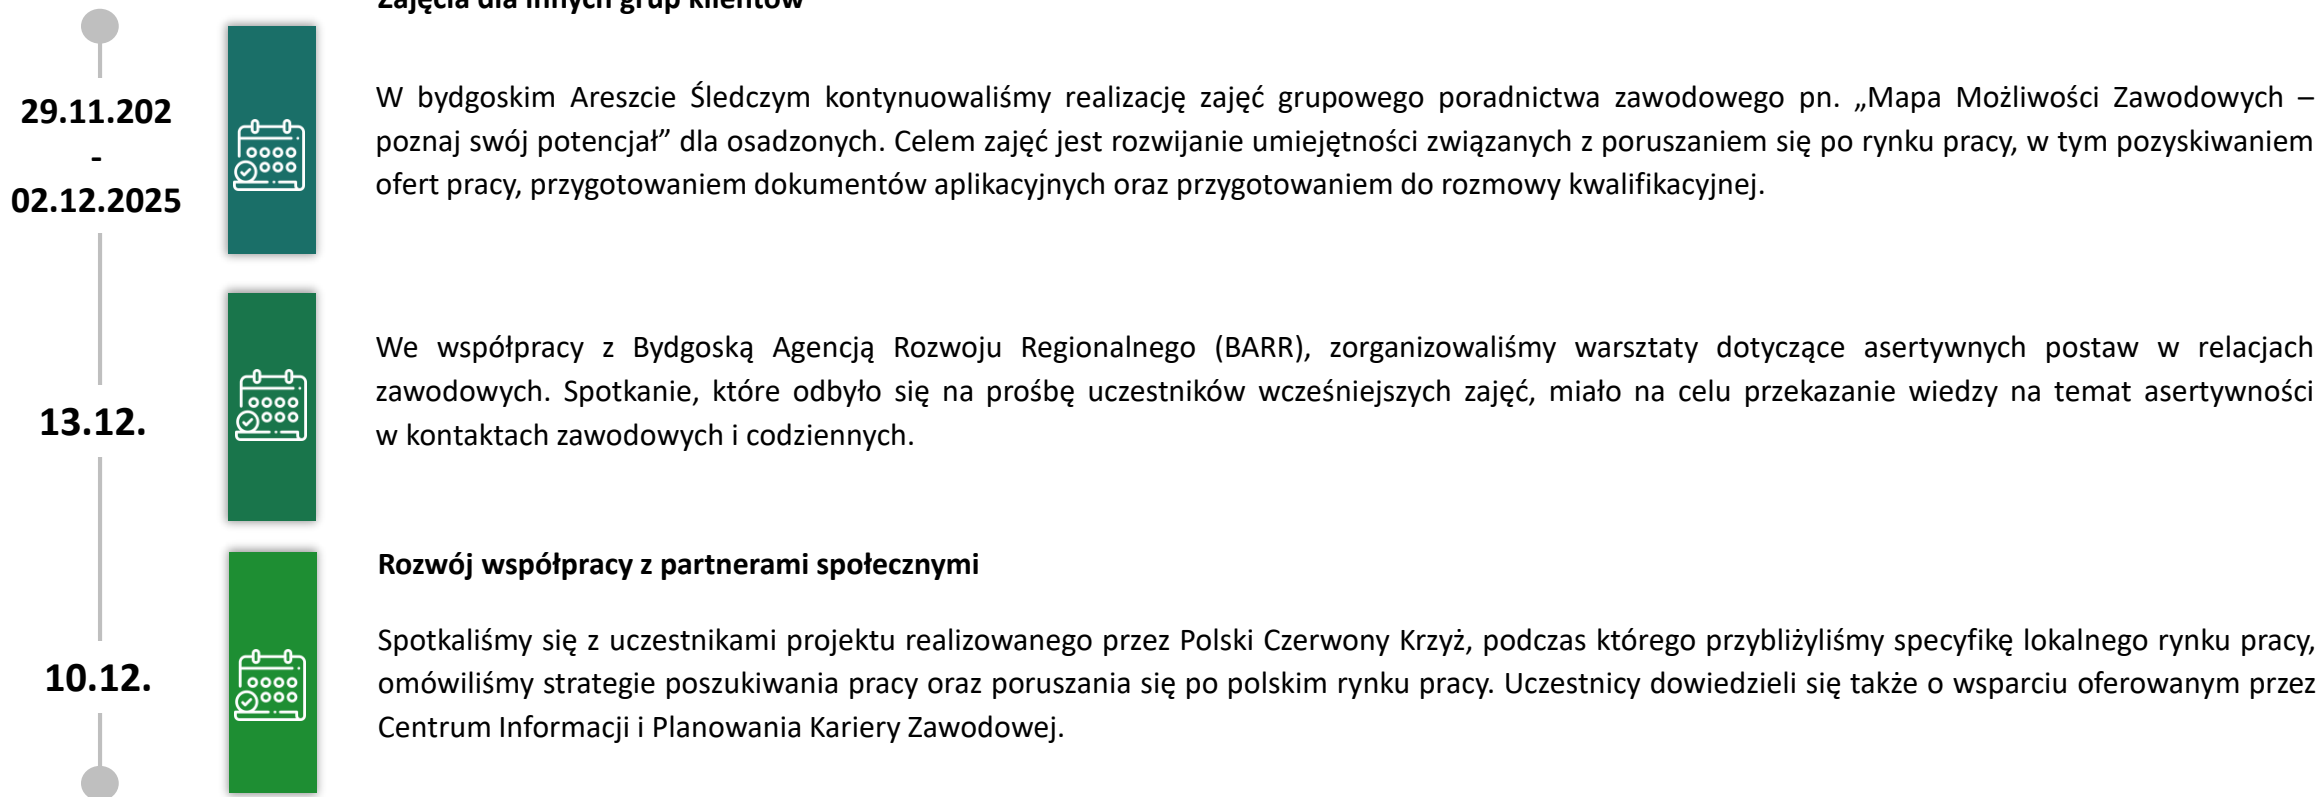 Zajęcia dla innych grup klientów
29.11.202
-
02.12.2025
W bydgoskim Areszcie Śledczym kontynuowaliśmy realizację zajęć grupowego poradnictwa zawodowego pn. „Mapa Możliwości Zawodowych –
poznaj swój potencjał” dla osadzonych. Celem zajęć jest rozwijanie umiejętności związanych z poruszaniem się po rynku pracy, w tym pozyskiwaniem
ofert pracy, przygotowaniem dokumentów aplikacyjnych oraz przygotowaniem do rozmowy kwalifikacyjnej.
13.12.
We współpracy z Bydgoską Agencją Rozwoju Regionalnego (BARR), zorganizowaliśmy warsztaty dotyczące asertywnych postaw w relacjach
zawodowych. Spotkanie, które odbyło się na prośbę uczestników wcześniejszych zajęć, miało na celu przekazanie wiedzy na temat asertywności
w kontaktach zawodowych i codziennych.
Rozwój współpracy z partnerami społecznymi
10.12.
Spotkaliśmy się z uczestnikami projektu realizowanego przez Polski Czerwony Krzyż, podczas którego przybliżyliśmy specyfikę lokalnego rynku pracy,
omówiliśmy strategie poszukiwania pracy oraz poruszania się po polskim rynku pracy. Uczestnicy dowiedzieli się także o wsparciu oferowanym przez
Centrum Informacji i Planowania Kariery Zawodowej.